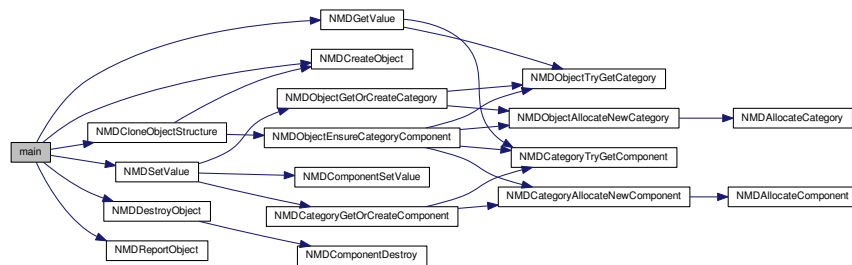 NMDGetValue
NMDCreateObject
NMDObjectTryGetCategory
NMDObjectGetOrCreateCategory
NMDObjectAllocateNewCategory
NMDAllocateCategory
NMDCloneObjectStructure
NMDObjectEnsureCategoryComponent
main
NMDCategoryTryGetComponent
NMDSetValue
NMDComponentSetValue
NMDCategoryAllocateNewComponent
NMDAllocateComponent
NMDDestroyObject
NMDCategoryGetOrCreateComponent
NMDReportObject
NMDComponentDestroy